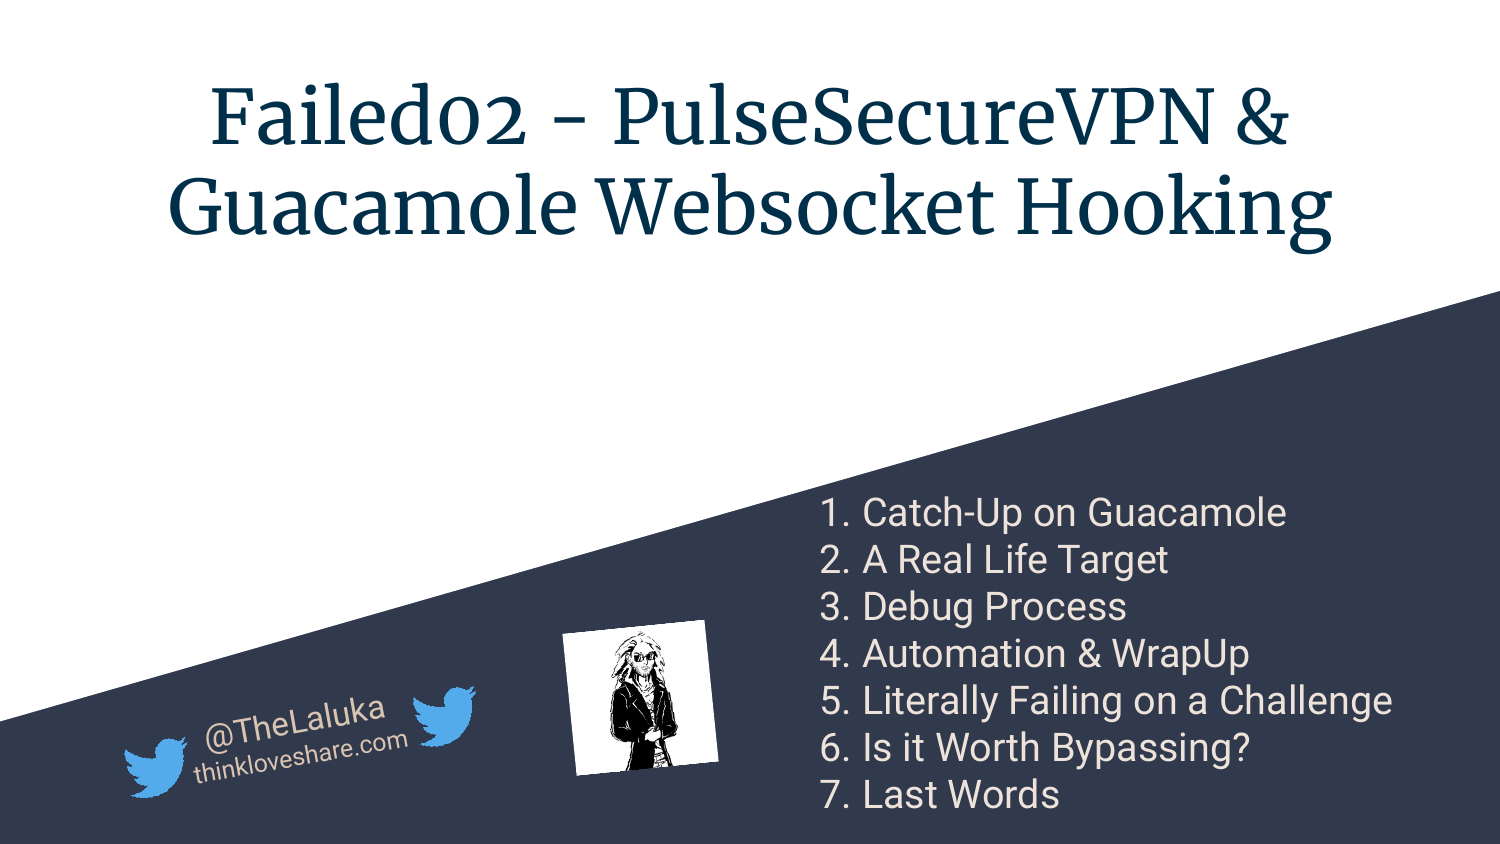 Failed02 - PulseSecureVPN &
Guacamole Websocket Hooking
1. Catch-Up on Guacamole
2. A Real Life Target
3. Debug Process
4. Automation & WrapUp
5. Literally Failing on a Challenge
6. Is it Worth Bypassing?
7. Last Words
@TheLaluka
thinkloveshare.com